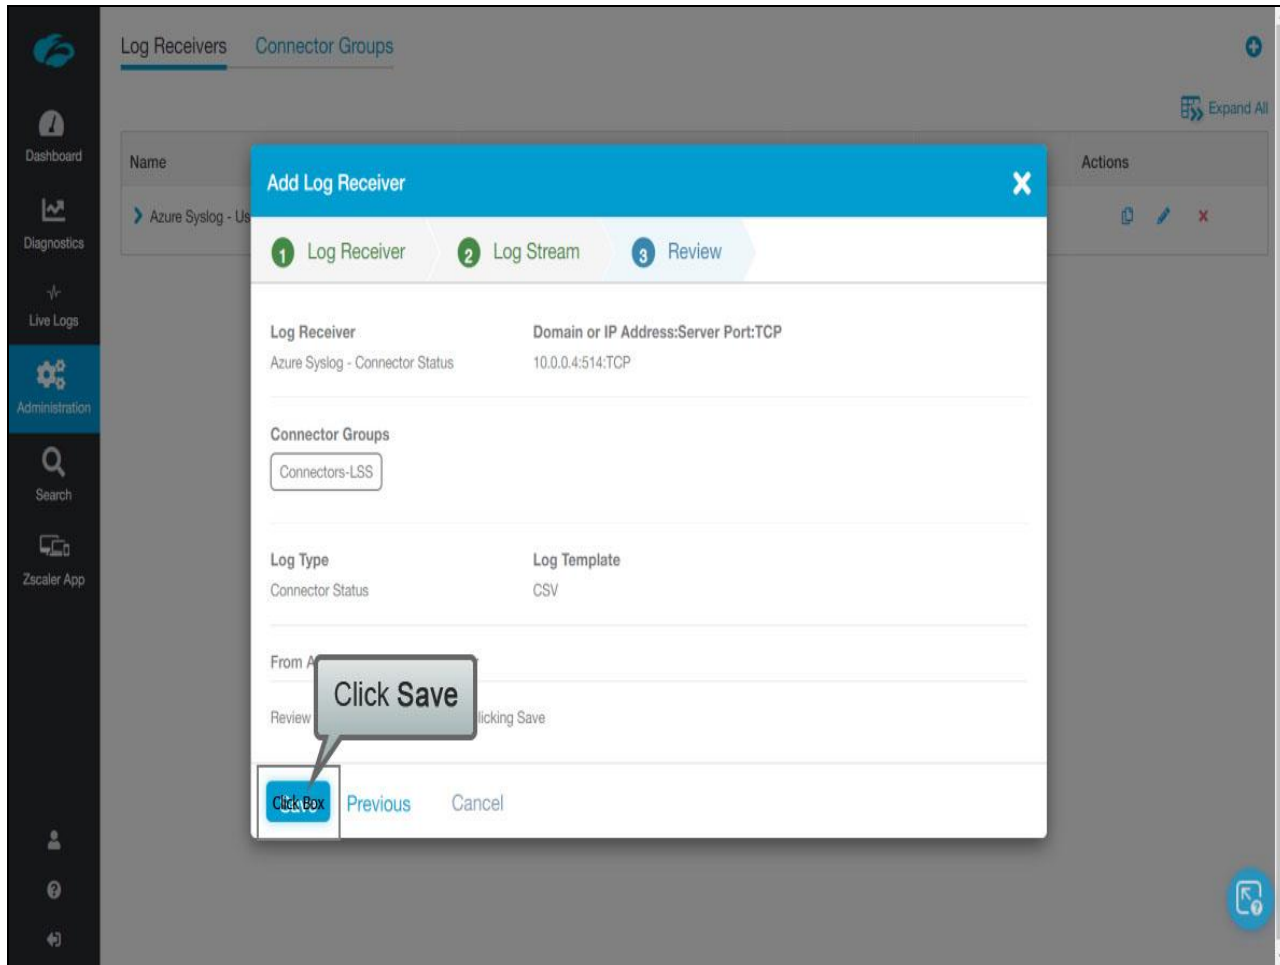 Log Receivers Connector Groups
Expand All
Dashboard
Diagnostics
Live Logs
Administration
Search
Zscaler App
Name Actions
Azure Syslog - Us
Add Log Receiver
1 Log Receiver 2 Log Stream 3 Review
Log Receiver Domain or IP Address:Server Port:TCP
Azure Syslog - Connector Status 10.0.0.4:514:TCP
Connector Groups
Connectors-LSS
Log Type Log Template
Connector Status CSV
From A
Click Save
Review licking Save
Click Box Save Previous Cancel